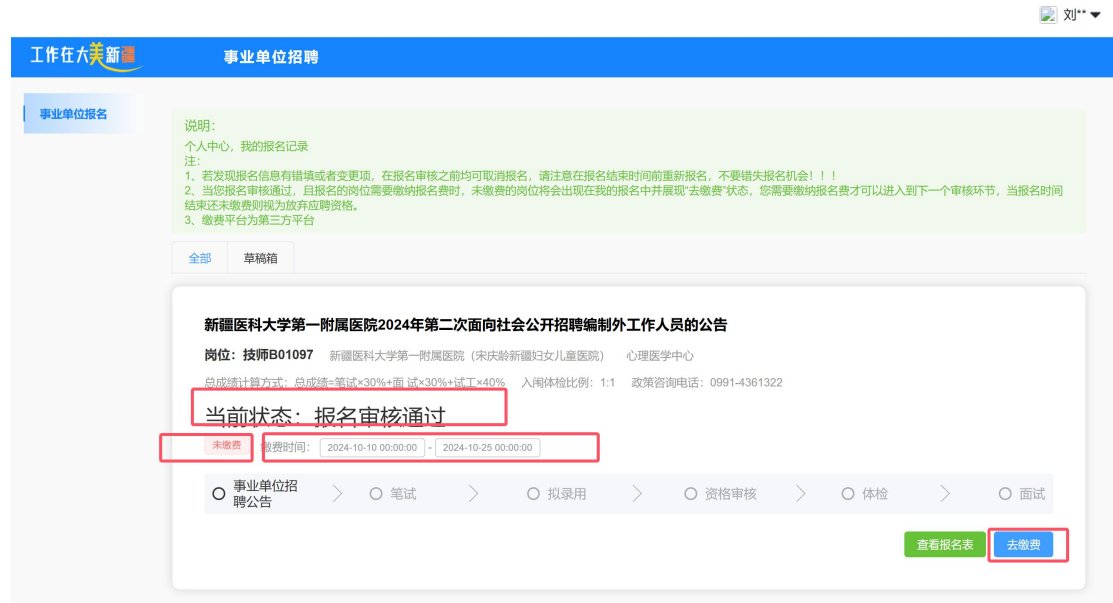 刘**
工作在大美新疆
事业单位招聘
事业单位报名
说明：
个人中心，我的报名记录
注：
1、若发现报名信息有错填或者变更项，在报名审核之前均可取消报名，请注意在报名结束时间前重新报名，不要错失报名机会！！！
2、当您报名审核通过，且报名的岗位需要缴纳报名费时，未缴费的岗位将会出现在我的报名中并展现“去缴费”状态，您需要缴纳报名费才可以进入到下一个审核环节，当报名时间
结束还未缴费则视为放弃应聘资格。
3、缴费平台为第三方平台
全部 草稿箱
新疆医科大学第一附属医院2024年第二次面向社会公开招聘编制外工作人员的公告
岗位：技师B01097 新疆医科大学第一附属医院（宋庆龄新疆妇女儿童医院） 心理医学中心
总成绩计算方式：总成绩=笔试×30%+面 试×30%+试工×40% 入闱体检比例：1:1 政策咨询电话：0991-4361322
当前状态：报名审核通过
未缴费 缴费时间： 2024-10-10 00:00:00 - 2024-10-25 00:00:00
事业单位招
聘公告
笔试 拟录用 资格审核 体检 面试
查看报名表 去缴费